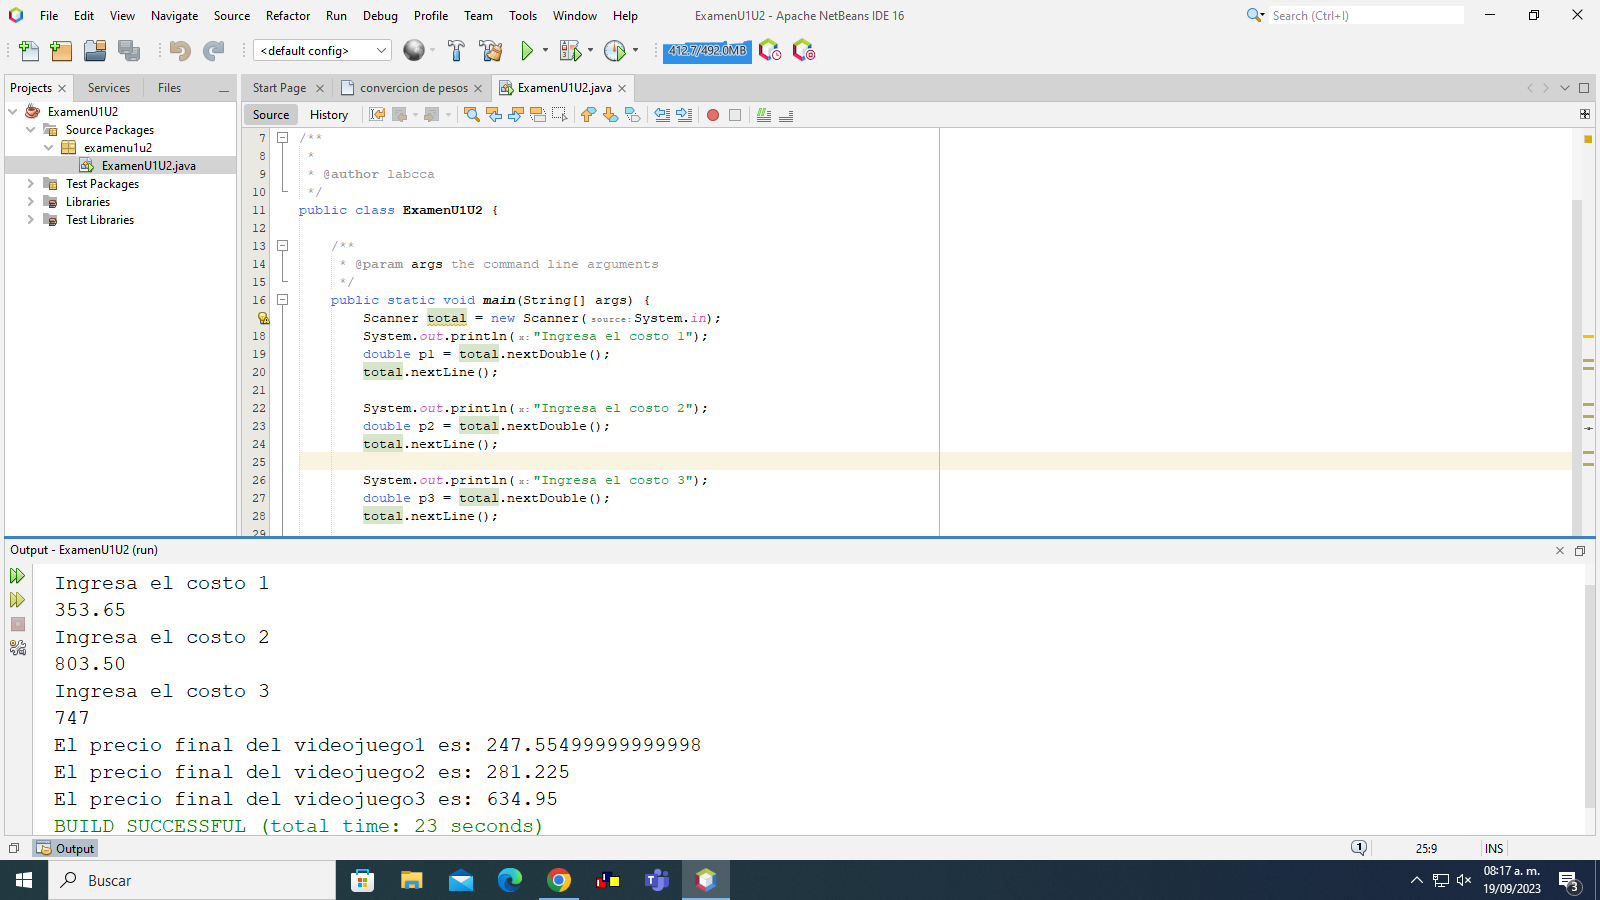 File Edit View Navigate Source Refactor Run Debug Profile Team Tools Window Help
ExamenU1U2 - Apache NetBeans IDE 16
Search (Ctrl+I)
<default config>
412.7/492.0MB
Projects Services Files
Start Page convercion de pesos ExamenU1U2.java
ExamenU1U2
Source Packages
examenu1u2
ExamenU1U2.java
Test Packages
Libraries
Test Libraries
Source History
7 /**
8 *
9 * @author labcca
10 */
11 public class ExamenU1U2 {
12
13 /**
14 * @param args the command line arguments
15 */
16 public static void main(String[] args) {
Scanner total = new Scanner(source:System.in);
18 System.out.println(x:"Ingresa el costo 1");
19 double p1 = total.nextDouble();
20 total.nextLine();
21
22 System.out.println(x:"Ingresa el costo 2");
23 double p2 = total.nextDouble();
24 total.nextLine();
25
26 System.out.println(x:"Ingresa el costo 3");
27 double p3 = total.nextDouble();
28 total.nextLine();
29
Output - ExamenU1U2 (run)
Ingresa el costo 1
353.65
Ingresa el costo 2
803.50
Ingresa el costo 3
747
El precio final del videojuego1 es: 247.55499999999998
El precio final del videojuego2 es: 281.225
El precio final del videojuego3 es: 634.95
BUILD SUCCESSFUL (total time: 23 seconds)
Output
1
25:9 INS
Buscar
08:17 a. m.
19/09/2023
3